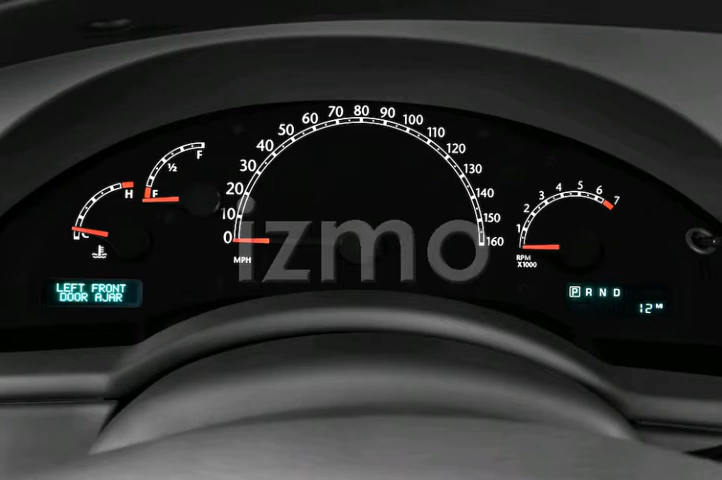 0 10 20 30 40 50 60 70 80 90 100 110 120 130 140 150 160
MPH
F
½
F
H
C
1 2 3 4 5 6 7
RPM
X1000
izmo
LEFT FRONT
DOOR AJAR
P R N D
12 M